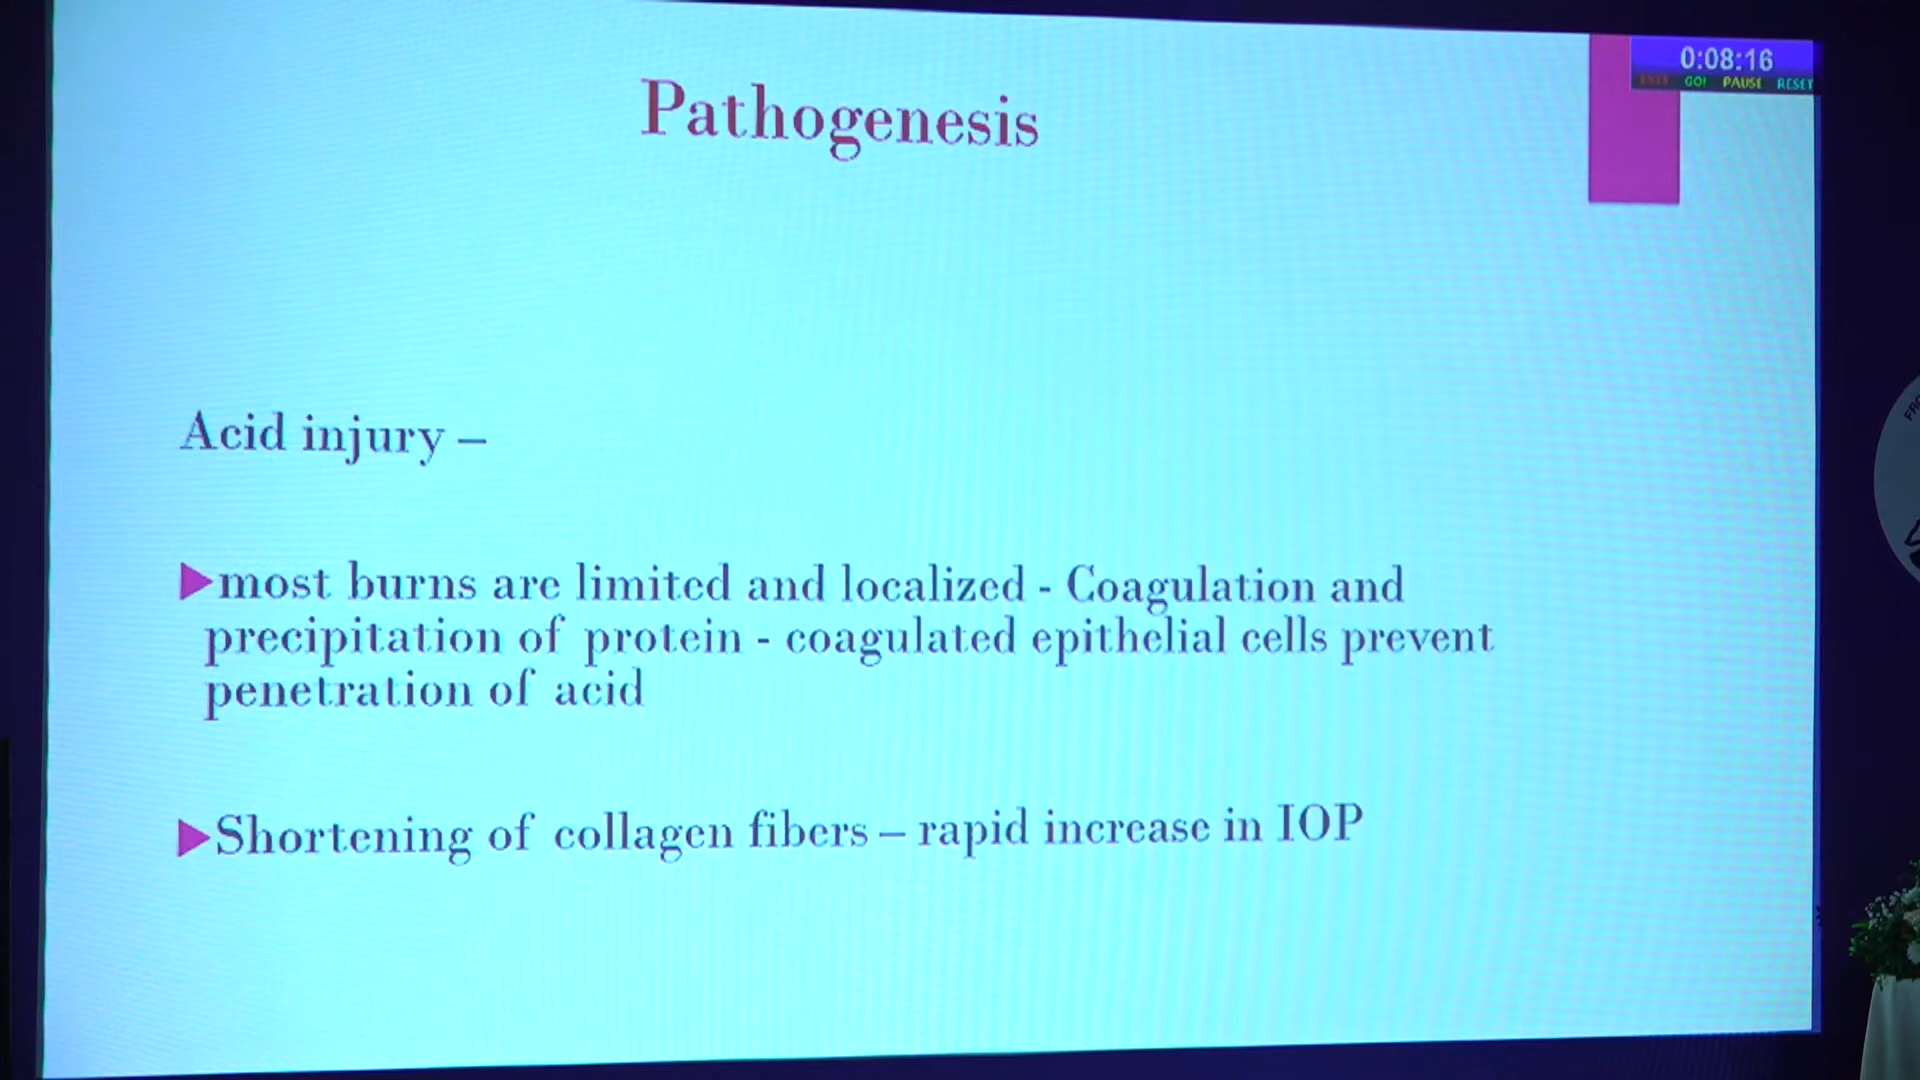 0:08:16
EXIT GO! PAUSE RESET
Pathogenesis
Acid injury –
most burns are limited and localized - Coagulation and
precipitation of protein - coagulated epithelial cells prevent
penetration of acid
Shortening of collagen fibers – rapid increase in IOP